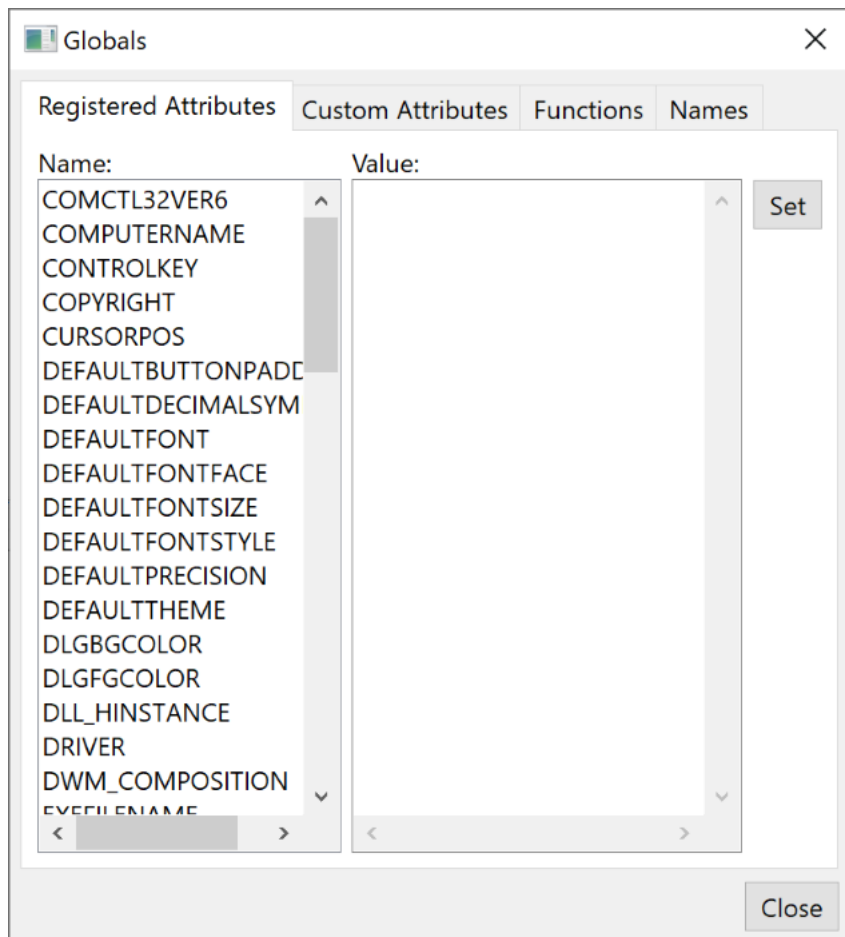 Globals
Registered Attributes Custom Attributes Functions Names
Name: Value:
COMCTL32VER6
Set
COMPUTERNAME
CONTROLKEY
COPYRIGHT
CURSORPOS
DEFAULTBUTTONPADD
DEFAULTDECIMALSYM
DEFAULTFONT
DEFAULTFONTFACE
DEFAULTFONTSIZE
DEFAULTFONTSTYLE
DEFAULTPRECISION
DEFAULTTHEME
DLGBGCOLOR
DLGFGCOLOR
DLL_HINSTANCE
DRIVER
DWM_COMPOSITION
EXEFILENAME
Close